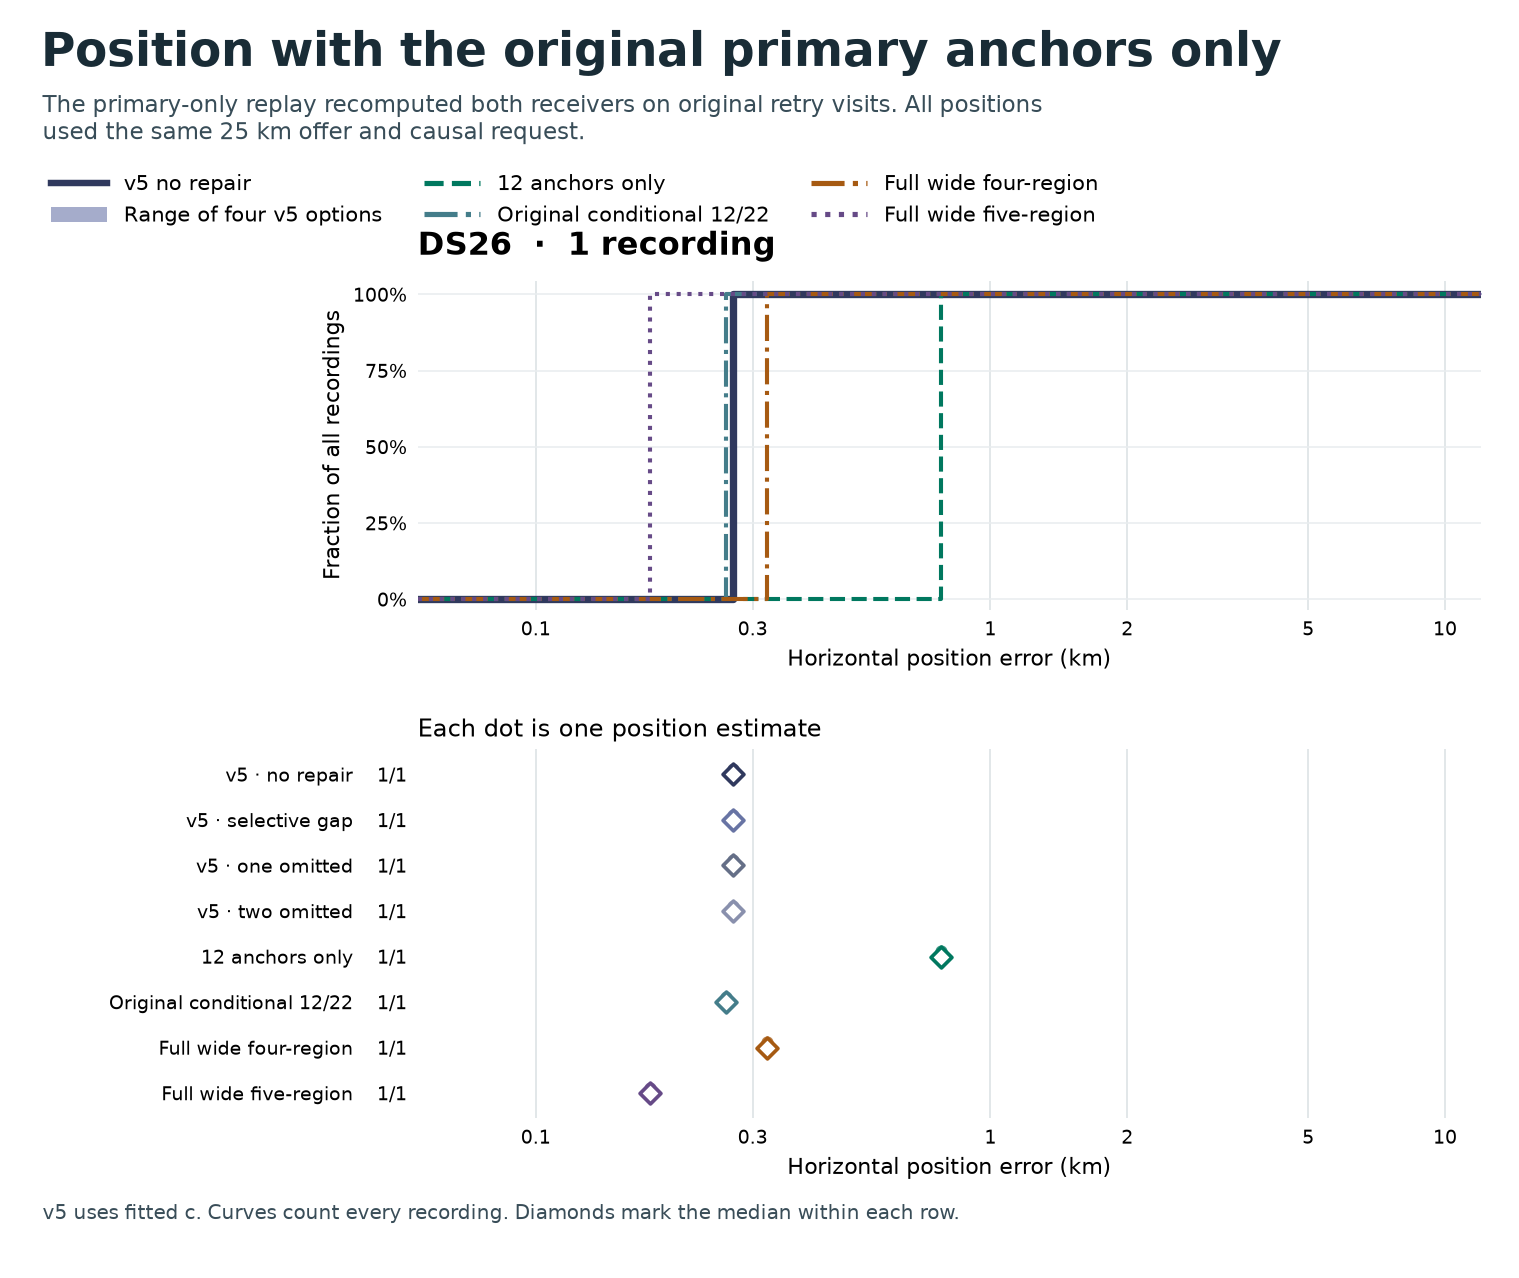 Position with the original primary anchors only
The primary-only replay recomputed both receivers on original retry visits. All positions
used the same 25 km offer and causal request.
v5 no repair
12 anchors only
Full wide four-region
Range of four v5 options
Original conditional 12/22
Full wide five-region
DS26 · 1 recording
Fraction of all recordings
100%
75%
50%
25%
0%
0.1 0.3 1 2 5 10
Horizontal position error (km)
Each dot is one position estimate
v5 · no repair 1/1
v5 · selective gap 1/1
v5 · one omitted 1/1
v5 · two omitted 1/1
12 anchors only 1/1
Original conditional 12/22 1/1
Full wide four-region 1/1
Full wide five-region 1/1
0.1 0.3 1 2 5 10
Horizontal position error (km)
v5 uses fitted c. Curves count every recording. Diamonds mark the median within each row.